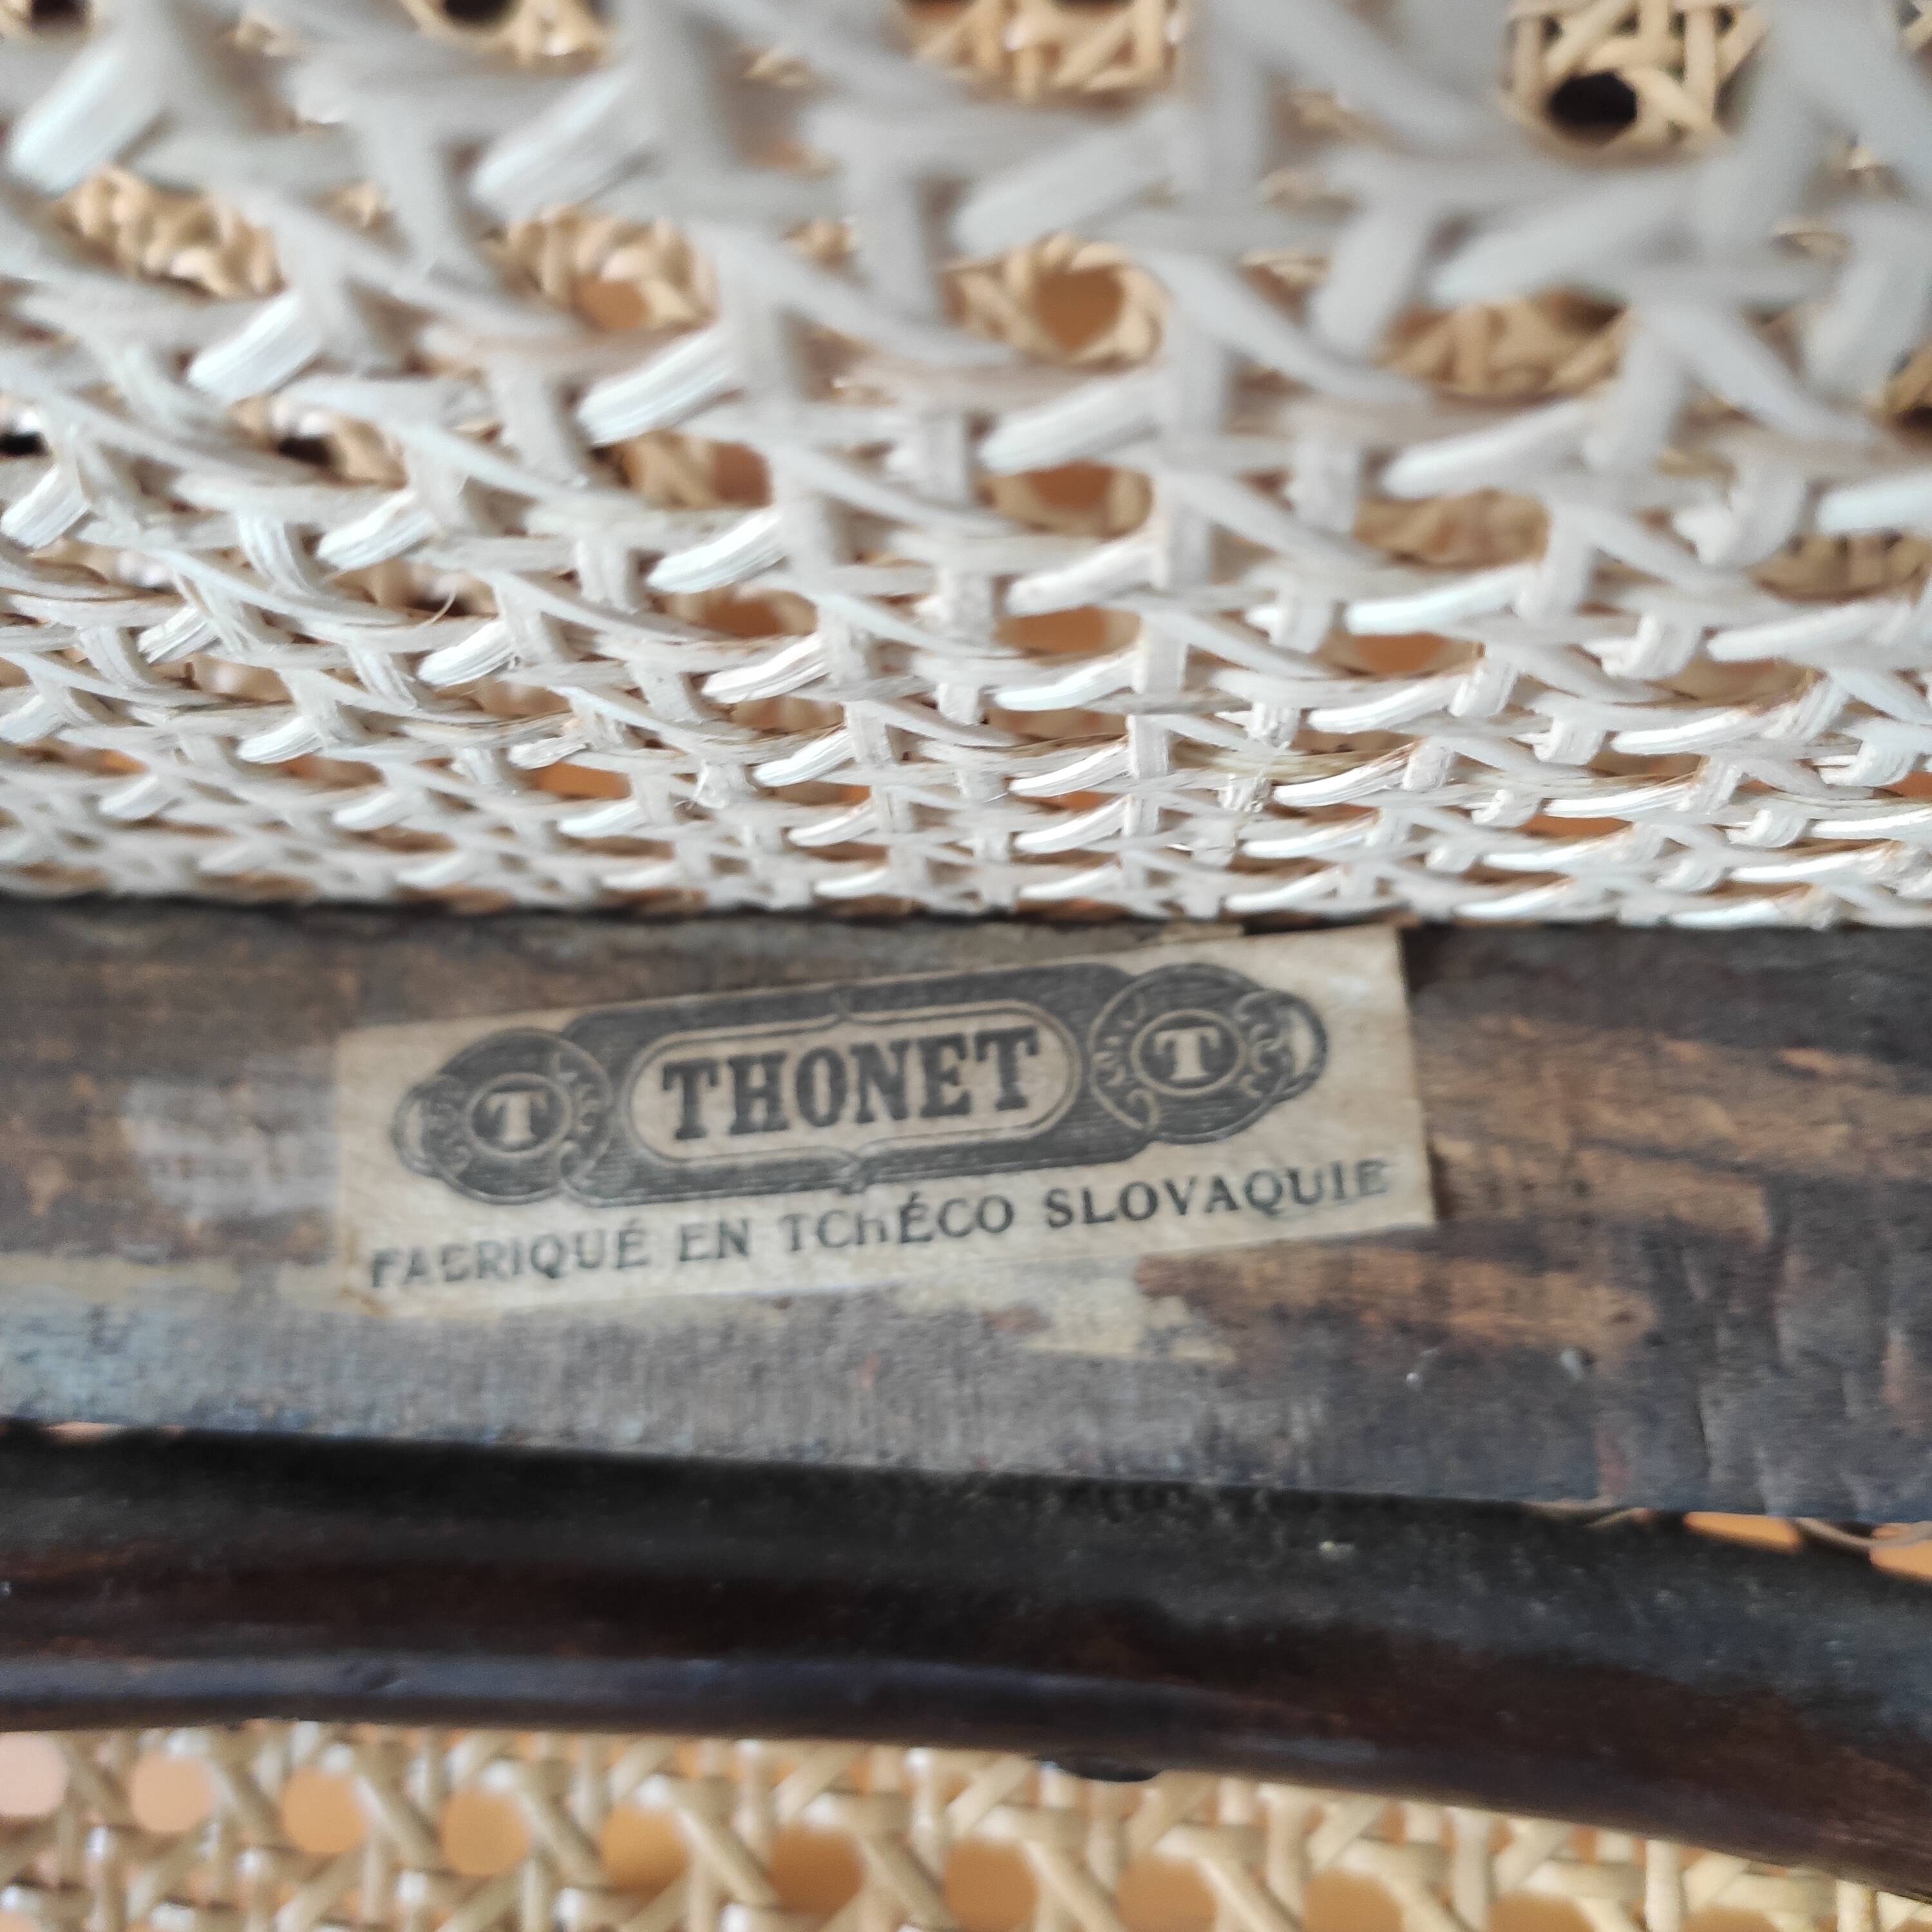 T THONET T
FABRIQUÉ EN TChÉCO SLOVAQUIE